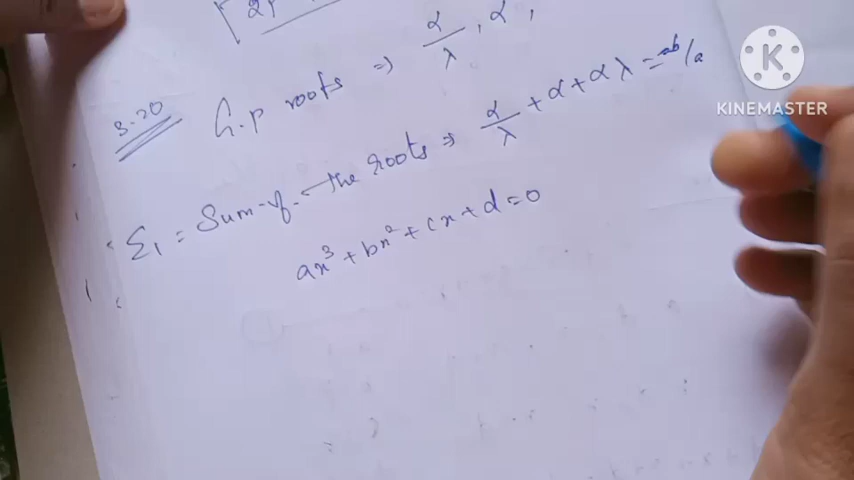 G.P roots ⇒ α/λ, α,
3.20
Σ₁ = Sum of the roots ⇒ α/λ + α + αλ = -b/a
ax³ + bx² + cx + d = 0
KINEMASTER